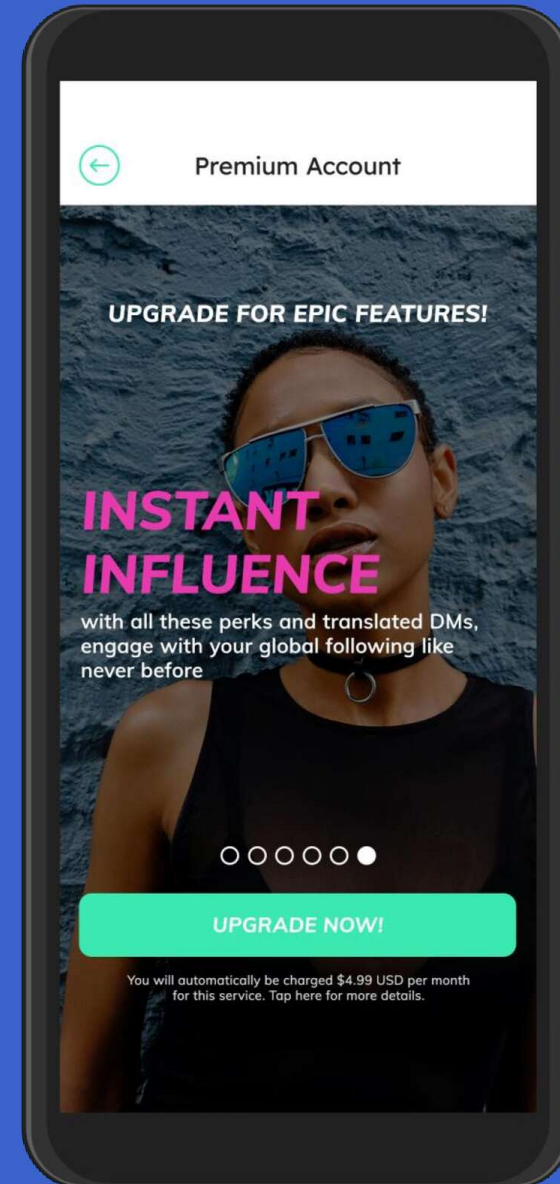 Premium Account
UPGRADE FOR EPIC FEATURES!
INSTANT
INFLUENCE
with all these perks and translated DMs,
engage with your global following like
never before
UPGRADE NOW!
You will automatically be charged $4.99 USD per month
for this service. Tap here for more details.